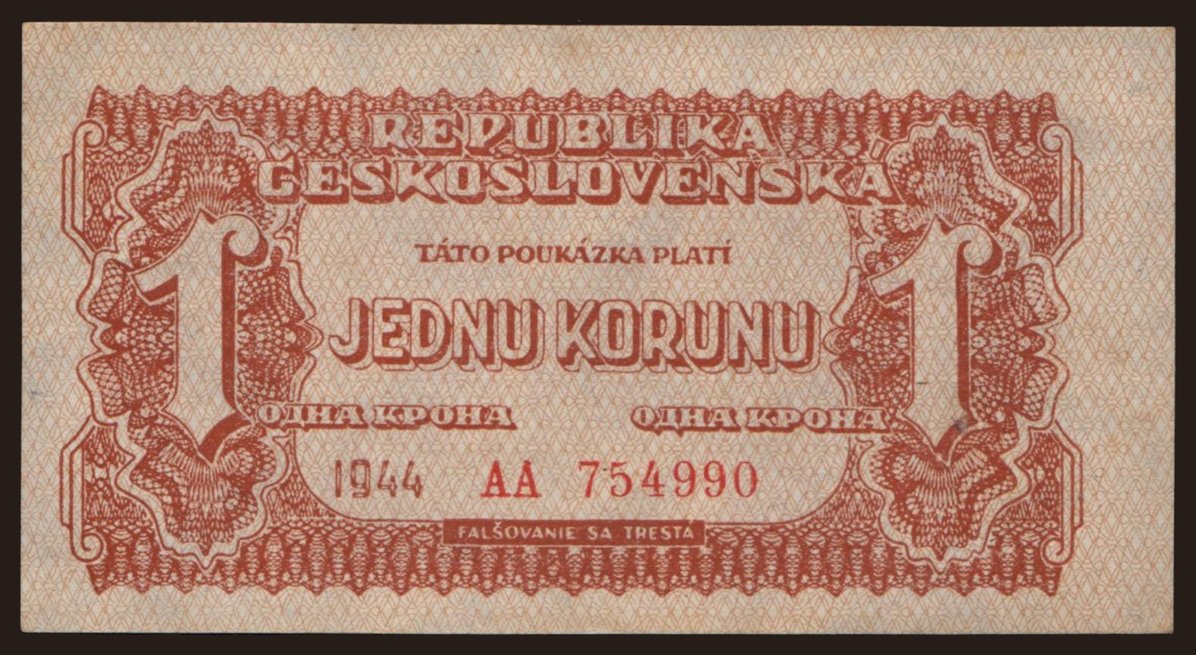 REPUBLIKA
ČESKOSLOVENSKÁ
TÁTO POUKÁZKA PLATÍ
1 JEDNU KORUNU 1
ОДНА КРОНА ОДНА КРОНА
1944 AA 754990
FALŠOVANIE SA TRESTÁ